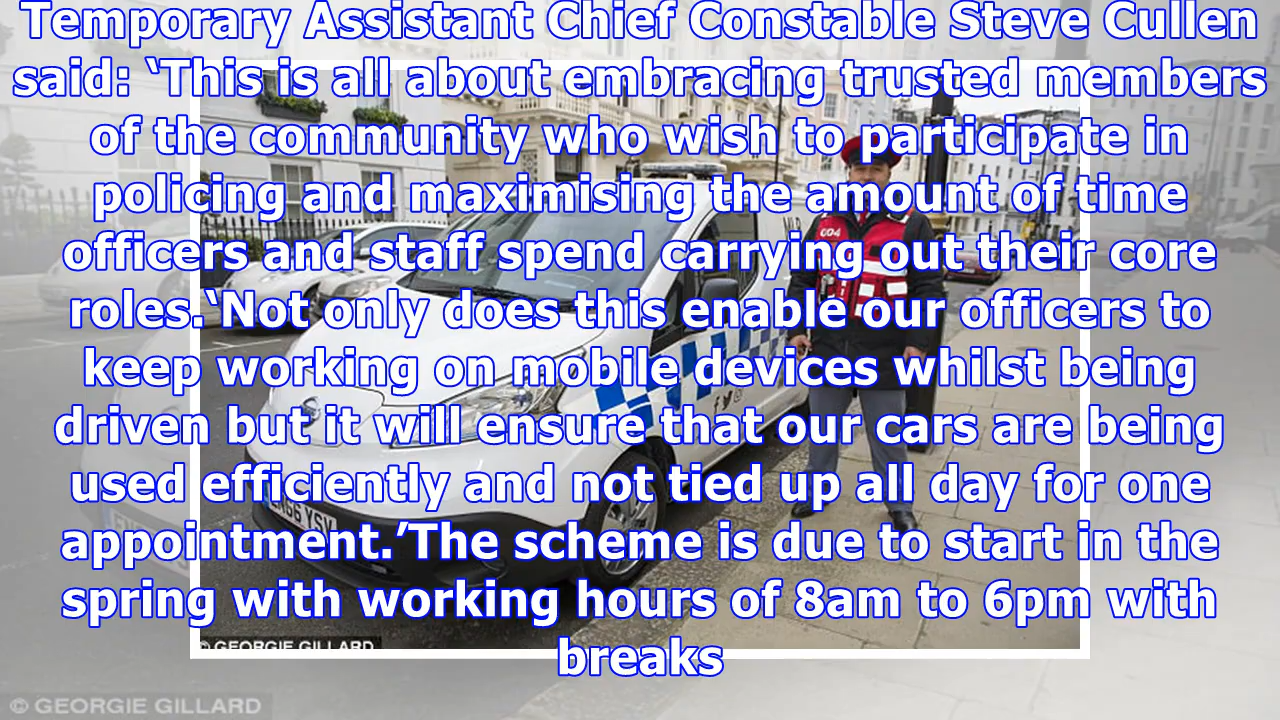 Temporary Assistant Chief Constable Steve Cullen
said: ‘This is all about embracing trusted members
of the community who wish to participate in
policing and maximising the amount of time
officers and staff spend carrying out their core
roles.‘Not only does this enable our officers to
keep working on mobile devices whilst being
driven but it will ensure that our cars are being
used efficiently and not tied up all day for one
appointment.’The scheme is due to start in the
spring with working hours of 8am to 6pm with
breaks
004
© GEORGIE GILLARD
© GEORGIE GILLARD